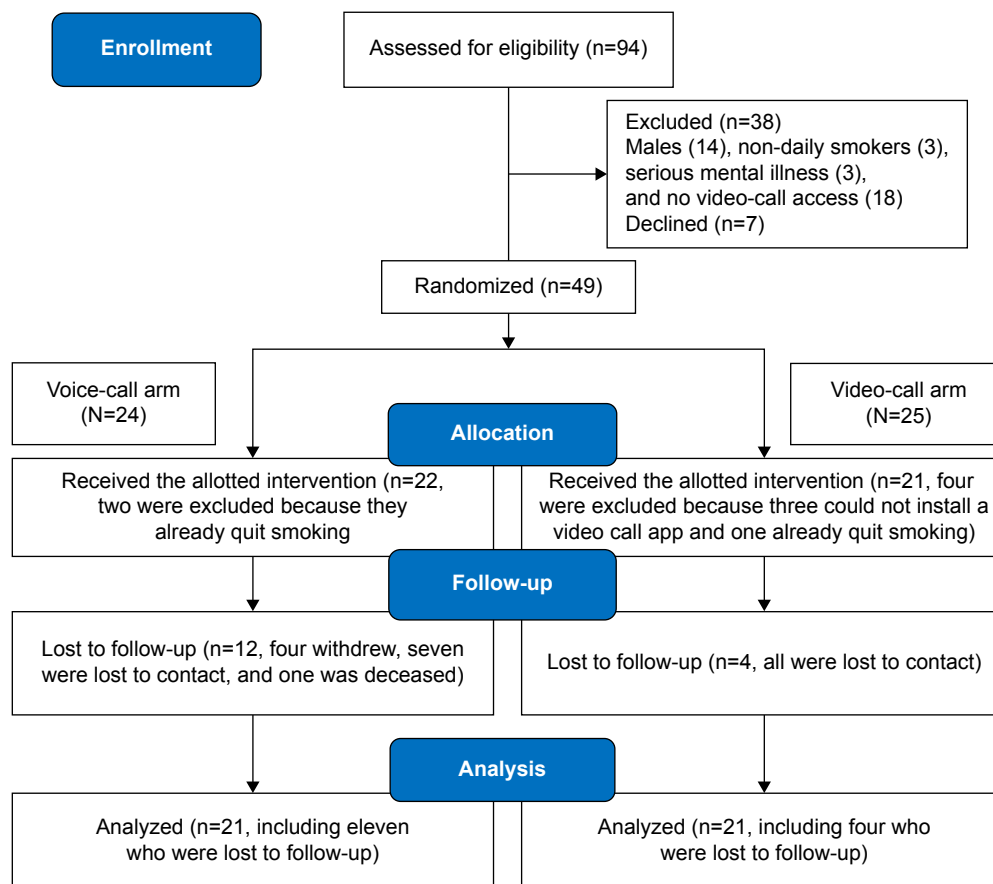 Enrollment
Assessed for eligibility (n=94)
Excluded (n=38)
Males (14), non-daily smokers (3),
serious mental illness (3),
and no video-call access (18)
Declined (n=7)
Randomized (n=49)
Voice-call arm
(N=24)
Video-call arm
(N=25)
Allocation
Received the allotted intervention (n=22,
two were excluded because they
already quit smoking
Received the allotted intervention (n=21, four
were excluded because three could not install a
video call app and one already quit smoking)
Follow-up
Lost to follow-up (n=12, four withdrew, seven
were lost to contact, and one was deceased)
Lost to follow-up (n=4, all were lost to contact)
Analysis
Analyzed (n=21, including eleven
who were lost to follow-up)
Analyzed (n=21, including four who
were lost to follow-up)